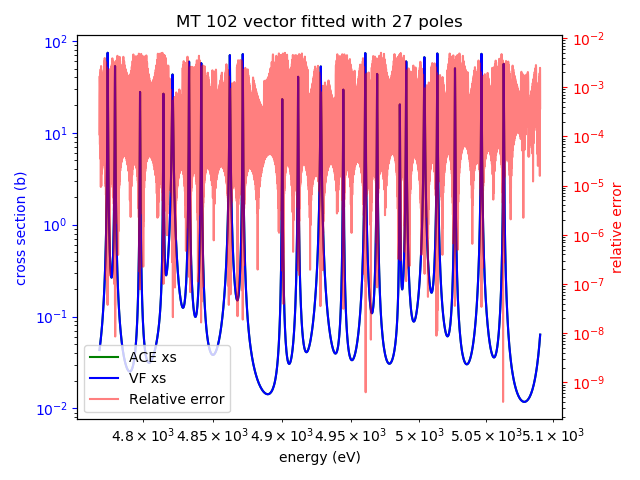 MT 102 vector fitted with 27 poles
cross section (b)
10²
10¹
10⁰
10⁻¹
10⁻²
relative error
10⁻²
10⁻³
10⁻⁴
10⁻⁵
10⁻⁶
10⁻⁷
10⁻⁸
10⁻⁹
ACE xs
VF xs
Relative error
4.8 × 10³ 4.85 × 10³ 4.9 × 10³ 4.95 × 10³ 5 × 10³ 5.05 × 10³ 5.1 × 10³
energy (eV)